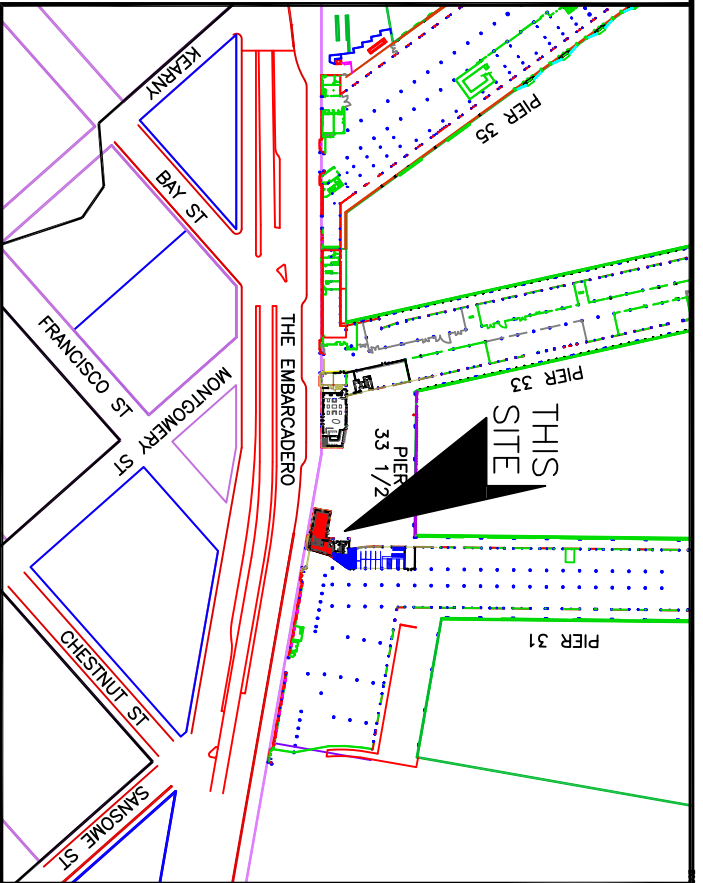 KEARNY
BAY ST
FRANCISCO ST
MONTGOMERY ST
THE EMBARCADERO
CHESTNUT ST
SANSOME ST
PIER 35
PIER 33
PIER
33 1/2
THIS
SITE
PIER 31